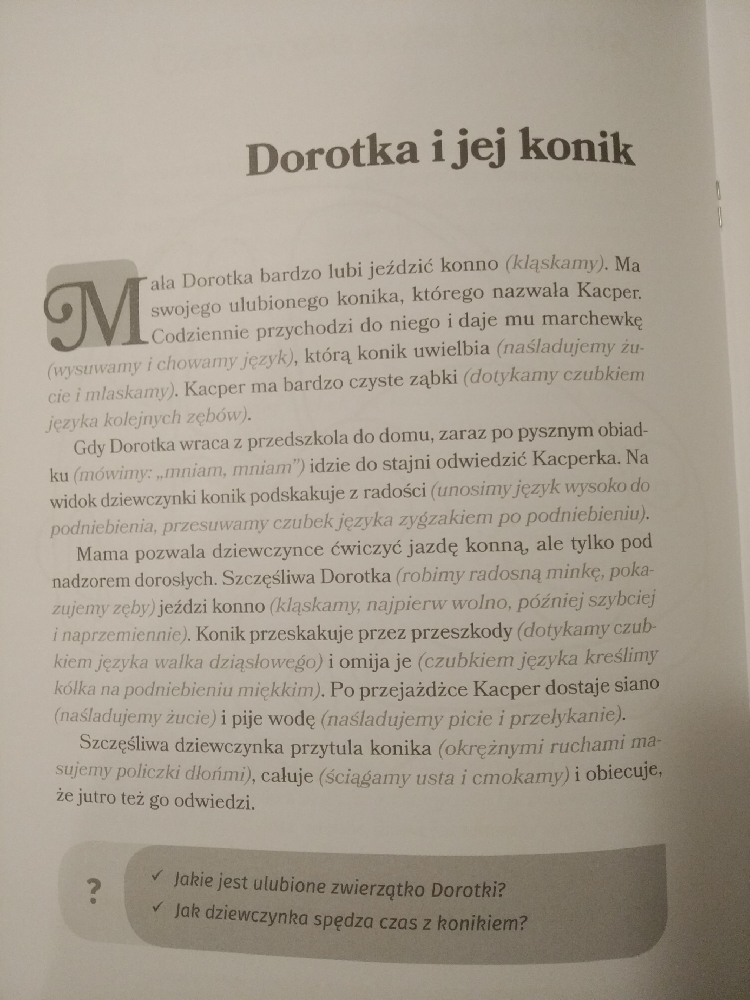 Dorotka i jej konik
Mała Dorotka bardzo lubi jeździć konno (kląskamy). Ma
swojego ulubionego konika, którego nazwała Kacper.
Codziennie przychodzi do niego i daje mu marchewkę
(wysuwamy i chowamy język), którą konik uwielbia (naśladujemy żu-
cie i mlaskamy). Kacper ma bardzo czyste ząbki (dotykamy czubkiem
języka kolejnych zębów).
Gdy Dorotka wraca z przedszkola do domu, zaraz po pysznym obiad-
ku (mówimy: „mniam, mniam”) idzie do stajni odwiedzić Kacperka. Na
widok dziewczynki konik podskakuje z radości (unosimy język wysoko do
podniebienia, przesuwamy czubek języka zygzakiem po podniebieniu).
Mama pozwala dziewczynce ćwiczyć jazdę konną, ale tylko pod
nadzorem dorosłych. Szczęśliwa Dorotka (robimy radosną minkę, poka-
zujemy zęby) jeździ konno (kląskamy, najpierw wolno, później szybciej
i naprzemiennie). Konik przeskakuje przez przeszkody (dotykamy czub-
kiem języka wałka dziąsłowego) i omija je (czubkiem języka kreślimy
kółka na podniebieniu miękkim). Po przejażdżce Kacper dostaje siano
(naśladujemy żucie) i pije wodę (naśladujemy picie i przełykanie).
Szczęśliwa dziewczynka przytula konika (okrężnymi ruchami ma-
sujemy policzki dłońmi), całuje (ściągamy usta i cmokamy) i obiecuje,
że jutro też go odwiedzi.
?
✓ Jakie jest ulubione zwierzątko Dorotki?
✓ Jak dziewczynka spędza czas z konikiem?